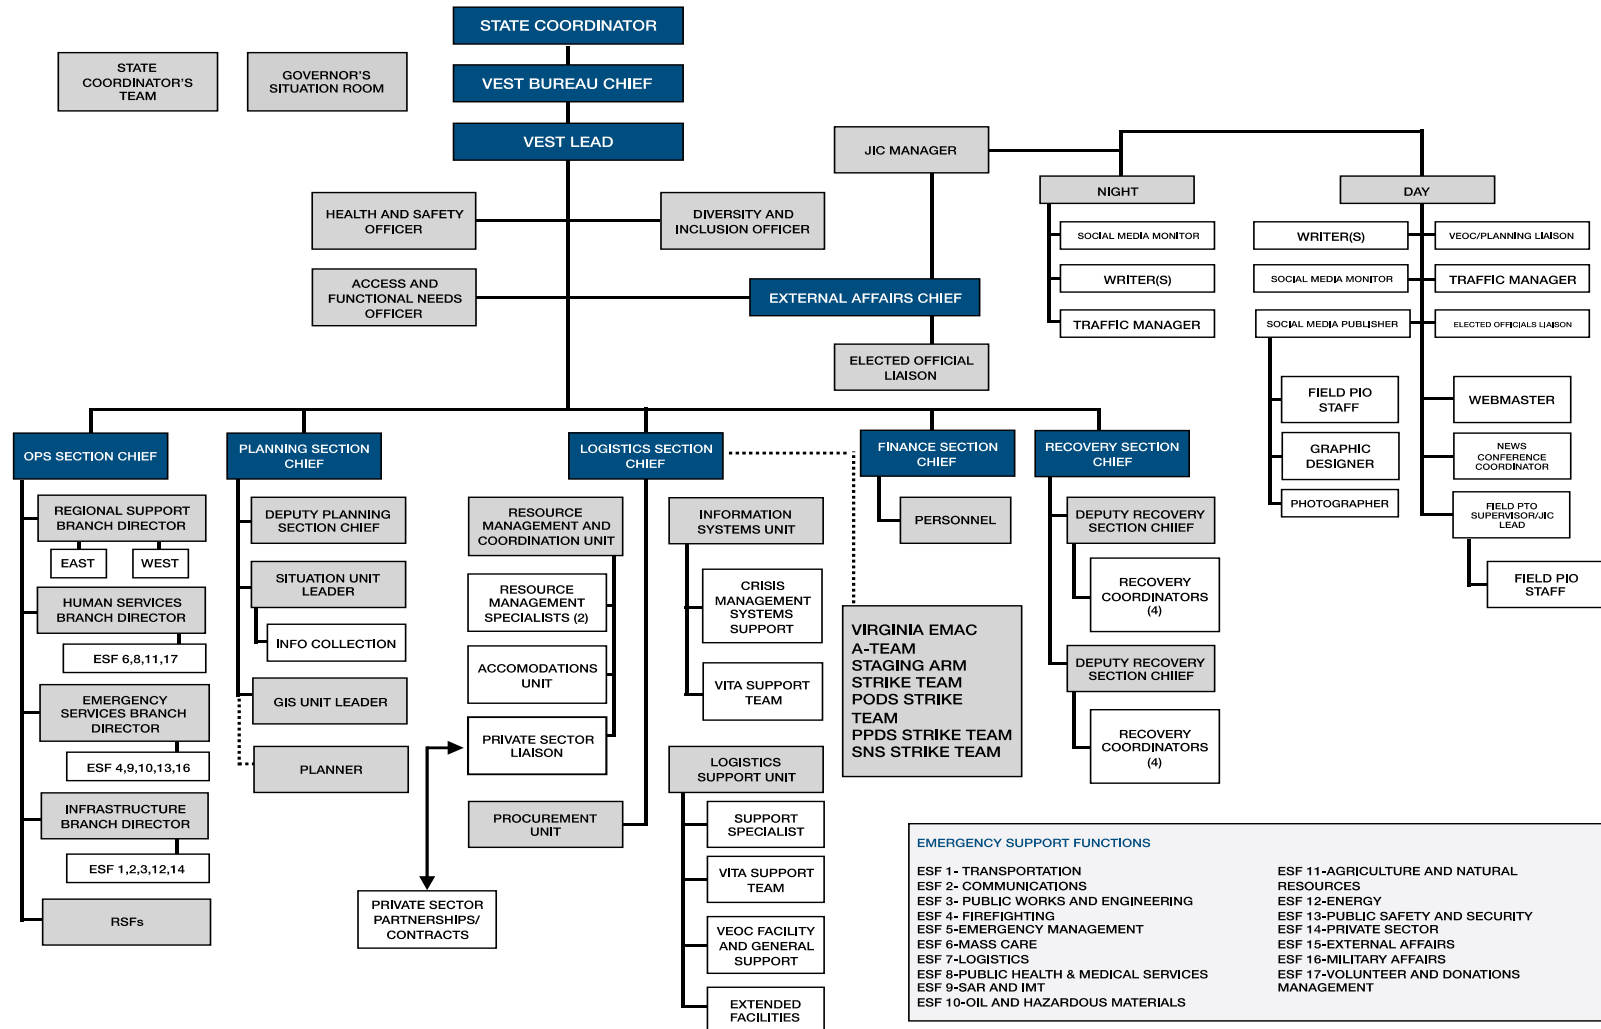 STATE COORDINATOR
STATE
COORDINATOR'S
TEAM
GOVERNOR'S
SITUATION ROOM
VEST BUREAU CHIEF
VEST LEAD
JIC MANAGER
NIGHT
DAY
HEALTH AND SAFETY
OFFICER
DIVERSITY AND
INCLUSION OFFICER
ACCESS AND
FUNCTIONAL NEEDS
OFFICER
EXTERNAL AFFAIRS CHIEF
ELECTED OFFICIAL
LIAISON
SOCIAL MEDIA MONITOR
WRITER(S)
TRAFFIC MANAGER
WRITER(S)
VEOC/PLANNING LIAISON
SOCIAL MEDIA MONITOR
TRAFFIC MANAGER
SOCIAL MEDIA PUBLISHER
ELECTED OFFICIALS LIAISON
FIELD PIO
STAFF
WEBMASTER
GRAPHIC
DESIGNER
NEWS
CONFERENCE
COORDINATOR
PHOTOGRAPHER
FIELD PTO
SUPERVISOR/JIC
LEAD
FIELD PIO
STAFF
OPS SECTION CHIEF
REGIONAL SUPPORT
BRANCH DIRECTOR
EAST
WEST
HUMAN SERVICES
BRANCH DIRECTOR
ESF 6,8,11,17
EMERGENCY
SERVICES BRANCH
DIRECTOR
ESF 4,9,10,13,16
INFRASTRUCTURE
BRANCH DIRECTOR
ESF 1,2,3,12,14
RSFs
PLANNING SECTION
CHIEF
DEPUTY PLANNING
SECTION CHIEF
SITUATION UNIT
LEADER
INFO COLLECTION
GIS UNIT LEADER
PLANNER
LOGISTICS SECTION
CHIEF
RESOURCE
MANAGEMENT AND
COORDINATION UNIT
RESOURCE
MANAGEMENT
SPECIALISTS (2)
ACCOMODATIONS
UNIT
PRIVATE SECTOR
LIAISON
PROCUREMENT
UNIT
PRIVATE SECTOR
PARTNERSHIPS/
CONTRACTS
INFORMATION
SYSTEMS UNIT
CRISIS
MANAGEMENT
SYSTEMS
SUPPORT
VITA SUPPORT
TEAM
LOGISTICS
SUPPORT UNIT
SUPPORT
SPECIALIST
VITA SUPPORT
TEAM
VEOC FACILITY
AND GENERAL
SUPPORT
EXTENDED
FACILITIES
FINANCE SECTION
CHIEF
PERSONNEL
VIRGINIA EMAC
A-TEAM
STAGING ARM
STRIKE TEAM
PODS STRIKE
TEAM
PPDS STRIKE TEAM
SNS STRIKE TEAM
RECOVERY SECTION
CHIEF
DEPUTY RECOVERY
SECTION CHIIEF
RECOVERY
COORDINATORS
(4)
DEPUTY RECOVERY
SECTION CHIEF
RECOVERY
COORDINATORS
(4)
EMERGENCY SUPPORT FUNCTIONS
ESF 1- TRANSPORTATION
ESF 2- COMMUNICATIONS
ESF 3- PUBLIC WORKS AND ENGINEERING
ESF 4- FIREFIGHTING
ESF 5-EMERGENCY MANAGEMENT
ESF 6-MASS CARE
ESF 7-LOGISTICS
ESF 8-PUBLIC HEALTH & MEDICAL SERVICES
ESF 9-SAR AND IMT
ESF 10-OIL AND HAZARDOUS MATERIALS
ESF 11-AGRICULTURE AND NATURAL
RESOURCES
ESF 12-ENERGY
ESF 13-PUBLIC SAFETY AND SECURITY
ESF 14-PRIVATE SECTOR
ESF 15-EXTERNAL AFFAIRS
ESF 16-MILITARY AFFAIRS
ESF 17-VOLUNTEER AND DONATIONS
MANAGEMENT